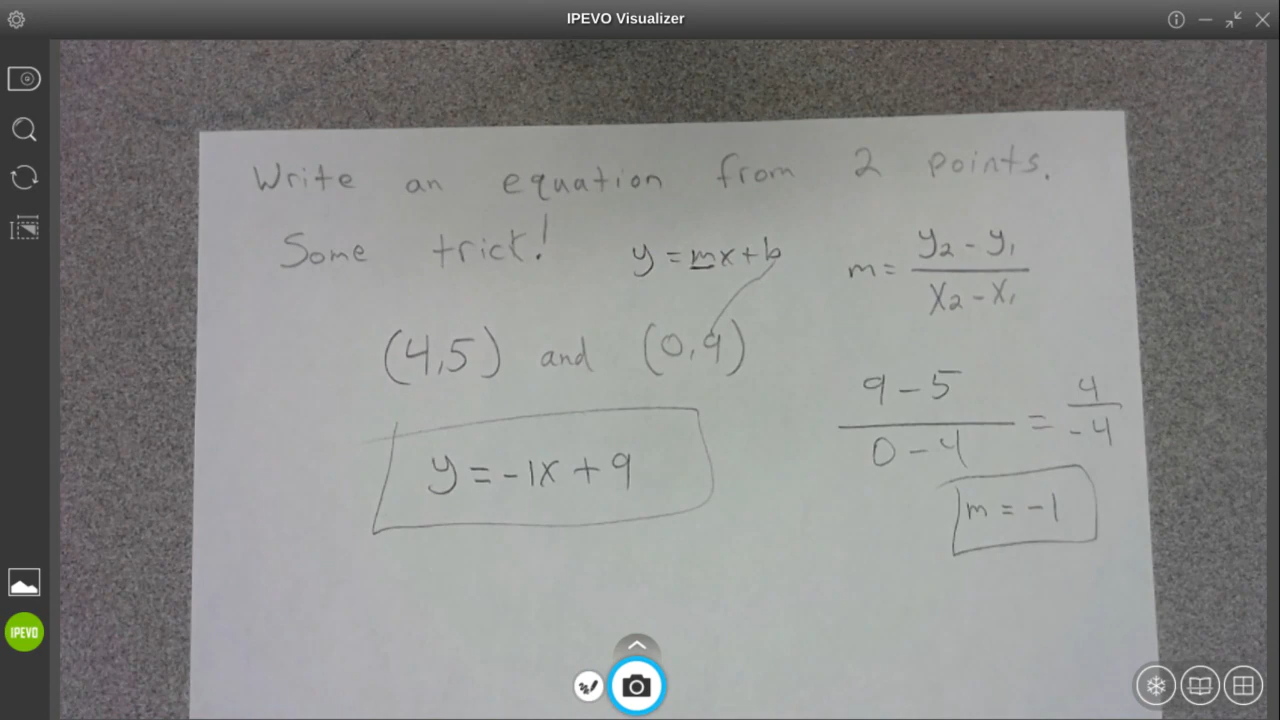 IPEVO Visualizer
Write an equation from 2 points.
Some trick!
y = mx + b
m = y₂ - y₁ / x₂ - x₁
(4,5) and (0,9)
9 - 5 / 0 - 4 = 4 / -4
m = -1
y = -1x + 9
IPEVO